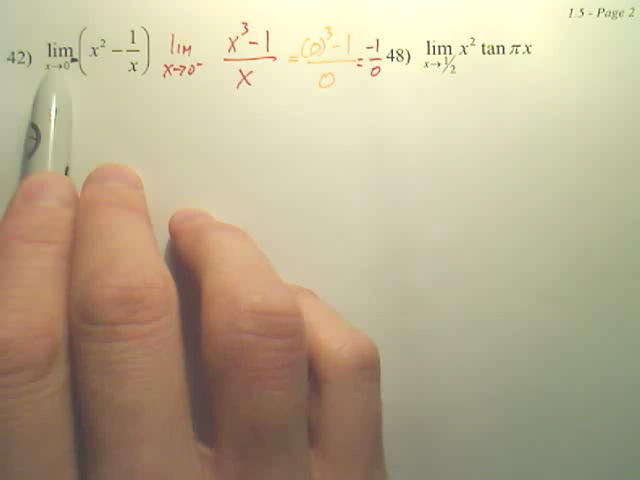 1.5 - Page 2
42) lim x→0⁻ (x² − 1/x) lim x→0⁻ (x³ − 1)/x = ((0)³ − 1)/0 = −1/0
48) lim x→1/2 x² tan πx